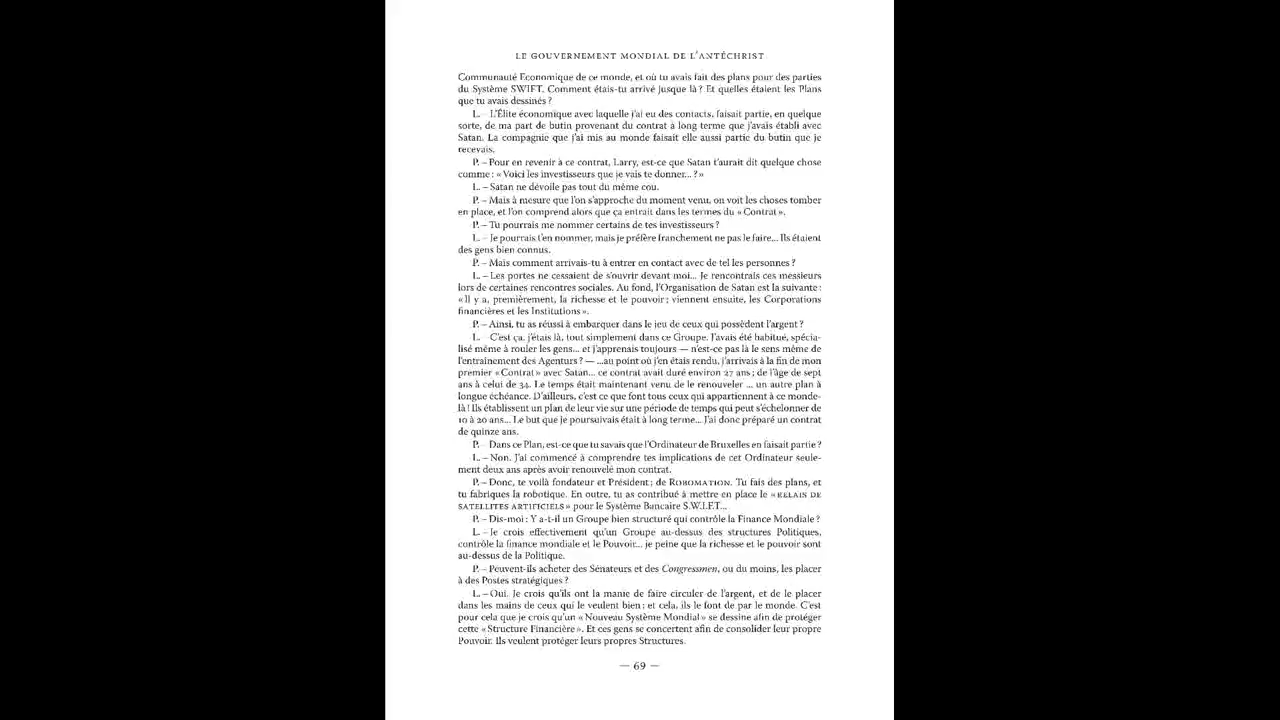 LE GOUVERNEMENT MONDIAL DE L'ANTÉCHRIST
Communauté Economique de ce monde, et où tu avais fait des plans pour des parties
du Système SWIFT. Comment étais-tu arrivé jusque là ? Et quelles étaient les Plans
que tu avais dessinés ?
L. – L'Élite économique avec laquelle j'ai eu des contacts, faisait partie, en quelque
sorte, de ma part de butin provenant du contrat à long terme que j'avais établi avec
Satan. La compagnie que j'ai mis au monde faisait elle aussi partie du butin que je
recevais.
P. – Pour en revenir à ce contrat, Larry, est-ce que Satan t'aurait dit quelque chose
comme : « Voici les investisseurs que je vais te donner... ? »
L. – Satan ne dévoile pas tout du même cou.
P. – Mais à mesure que l'on s'approche du moment venu, on voit les choses tomber
en place, et l'on comprend alors que ça entrait dans les termes du « Contrat ».
P. – Tu pourrais me nommer certains de tes investisseurs ?
L. – Je pourrais t'en nommer, mais je préfère franchement ne pas le faire... Ils étaient
des gens bien connus.
P. – Mais comment arrivais-tu à entrer en contact avec de tel les personnes ?
L. – Les portes ne cessaient de s'ouvrir devant moi... Je rencontrais ces messieurs
lors de certaines rencontres sociales. Au fond, l'Organisation de Satan est la suivante :
« Il y a, premièrement, la richesse et le pouvoir ; viennent ensuite, les Corporations
financières et les Institutions ».
P. – Ainsi, tu as réussi à embarquer dans le jeu de ceux qui possèdent l'argent ?
L. – C'est ça, j'étais là, tout simplement dans ce Groupe. J'avais été habitué, spécia-
lisé même à rouler les gens... et j'apprenais toujours — n'est-ce pas là le sens même de
l'entraînement des Agenturs ? — ...au point où j'en étais rendu, j'arrivais à la fin de mon
premier « Contrat » avec Satan... ce contrat avait duré environ 27 ans ; de l'âge de sept
ans à celui de 34. Le temps était maintenant venu de le renouveler ... un autre plan à
longue échéance. D'ailleurs, c'est ce que font tous ceux qui appartiennent à ce monde-
là ! Ils établissent un plan de leur vie sur une période de temps qui peut s'échelonner de
10 à 20 ans... Le but que je poursuivais était à long terme... J'ai donc préparé un contrat
de quinze ans.
P. – Dans ce Plan, est-ce que tu savais que l'Ordinateur de Bruxelles en faisait partie ?
L. – Non. J'ai commencé à comprendre tes implications de cet Ordinateur seule-
ment deux ans après avoir renouvelé mon contrat.
P. – Donc, te voilà fondateur et Président ; de ROBOMATION. Tu fais des plans, et
tu fabriques la robotique. En outre, tu as contribué à mettre en place le « RELAIS DE
SATELLITES ARTIFICIELS » pour le Système Bancaire S.W.I.F.T...
P. – Dis-moi : Y a-t-il un Groupe bien structuré qui contrôle la Finance Mondiale ?
L. – Je crois effectivement qu'un Groupe au-dessus des structures Politiques,
contrôle la finance mondiale et le Pouvoir... je peine que la richesse et le pouvoir sont
au-dessus de la Politique.
P. – Peuvent-ils acheter des Sénateurs et des Congressmen, ou du moins, les placer
à des Postes stratégiques ?
L. – Oui. Je crois qu'ils ont la manie de faire circuler de l'argent, et de le placer
dans les mains de ceux qui le veulent bien ; et cela, ils le font de par le monde. C'est
pour cela que je crois qu'un « Nouveau Système Mondial » se dessine afin de protéger
cette « Structure Financière ». Et ces gens se concertent afin de consolider leur propre
Pouvoir. Ils veulent protéger leurs propres Structures.
— 69 —